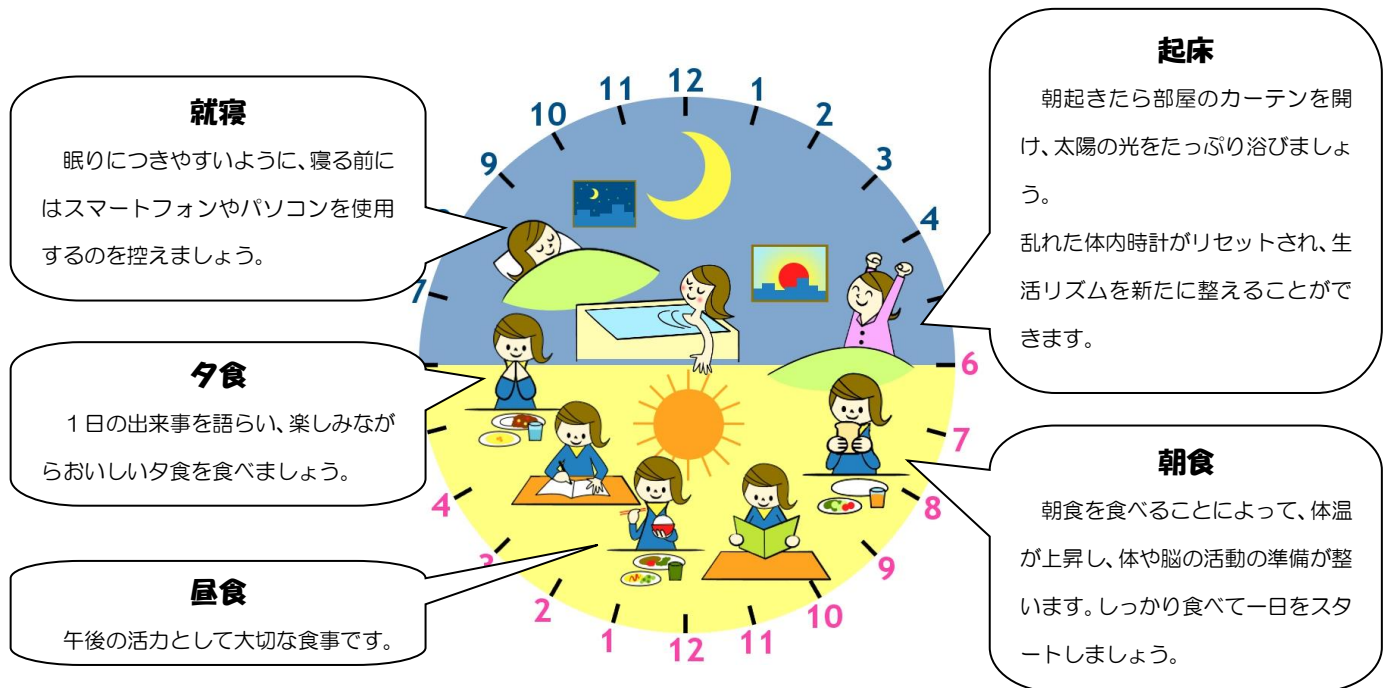 就寝
眠りにつきやすいように、寝る前に
はスマートフォンやパソコンを使用
するのを控えましょう。
夕食
1日の出来事を語らい、楽しみなが
らおいしい夕食を食べましょう。
昼食
午後の活力として大切な食事です。
起床
朝起きたら部屋のカーテンを開
け、太陽の光をたっぷり浴びましょ
う。
乱れた体内時計がリセットされ、生
活リズムを新たに整えることがで
きます。
朝食
朝食を食べることによって、体温
が上昇し、体や脳の活動の準備が整
います。しっかり食べて一日をスタ
ートしましょう。
12
1
2
3
4
6
7
8
9
10
11
12
1
2
3
4
7
9
10
11